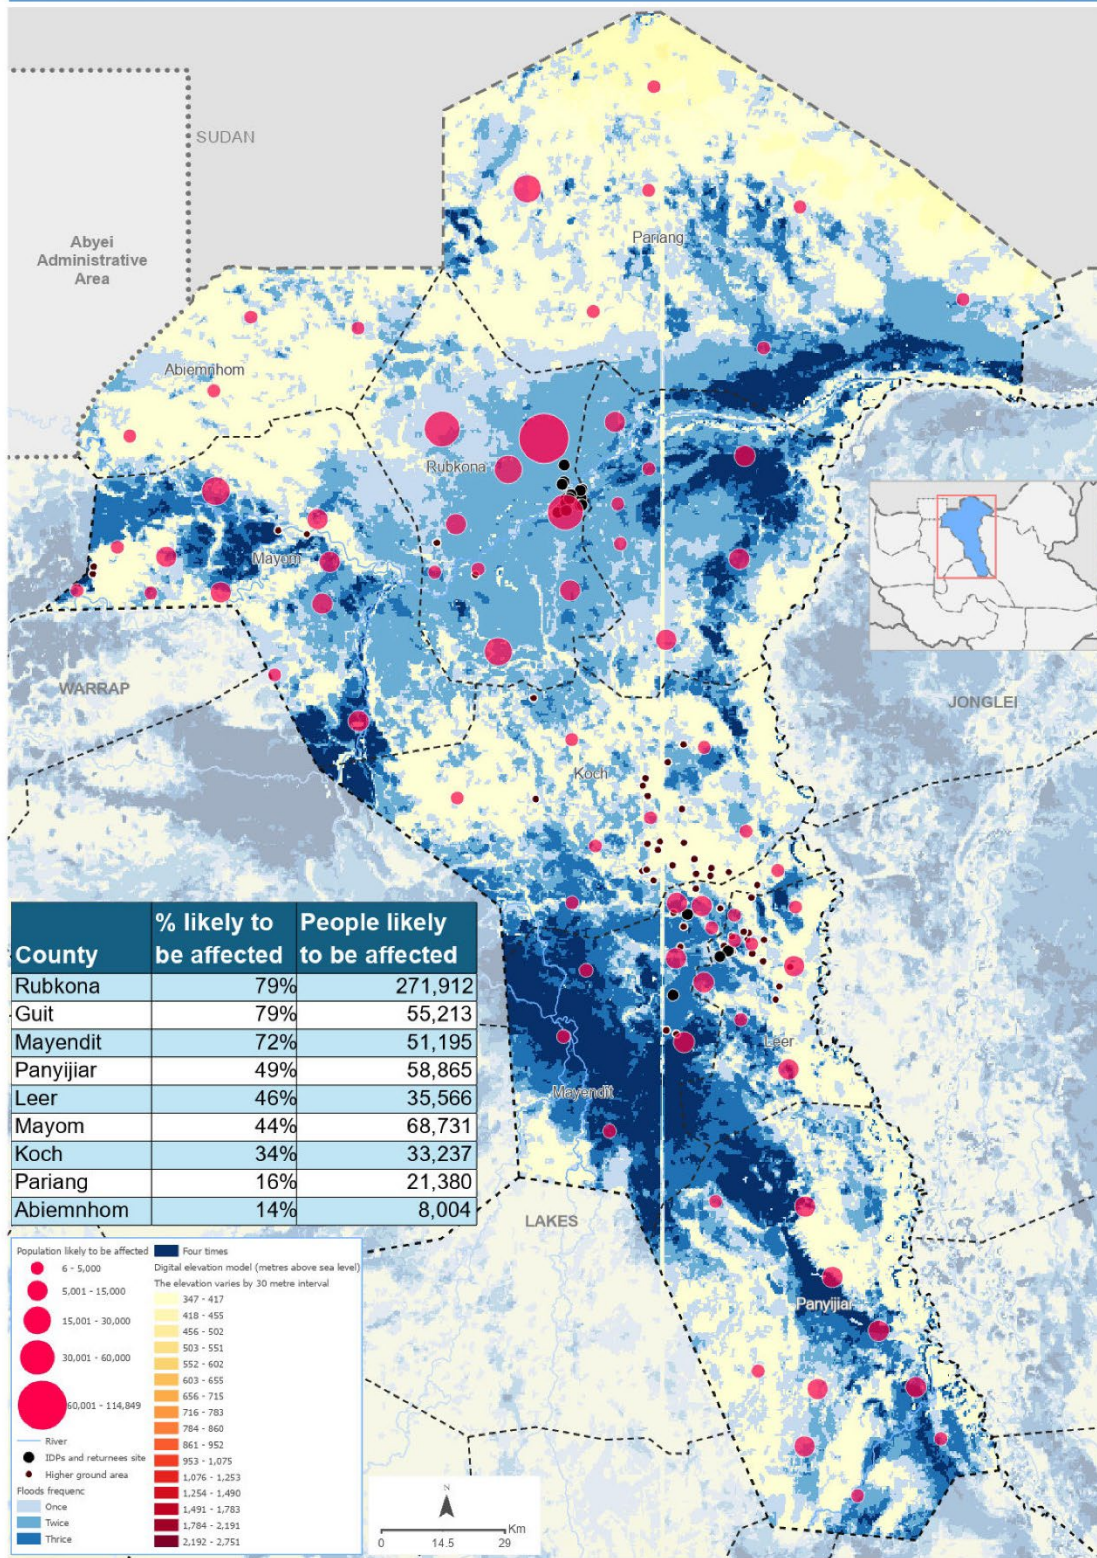 SUDAN
Abyei
Administrative
Area
Pariang
Abiemnhom
Rubkona
Mayom
WARRAP
JONGLEI
Koch
County % likely to be affected People likely to be affected
Rubkona 79% 271,912
Guit 79% 55,213
Mayendit 72% 51,195
Panyijiar 49% 58,865
Leer 46% 35,566
Mayom 44% 68,731
Koch 34% 33,237
Pariang 16% 21,380
Abiemnhom 14% 8,004
Leer
Mayendit
LAKES
Panyijiar
Population likely to be affected
6 - 5,000
5,001 - 15,000
15,001 - 30,000
30,001 - 60,000
60,001 - 114,849
River
IDPs and returnees site
Higher ground area
Floods frequenc
Once
Twice
Thrice
Four times
Digital elevation model (metres above sea level)
The elevation varies by 30 metre interval
347 - 417
418 - 455
456 - 502
503 - 551
552 - 602
603 - 655
656 - 715
716 - 783
784 - 860
861 - 952
953 - 1,075
1,076 - 1,253
1,254 - 1,490
1,491 - 1,783
1,784 - 2,191
2,192 - 2,751
N
Km
0 14.5 29